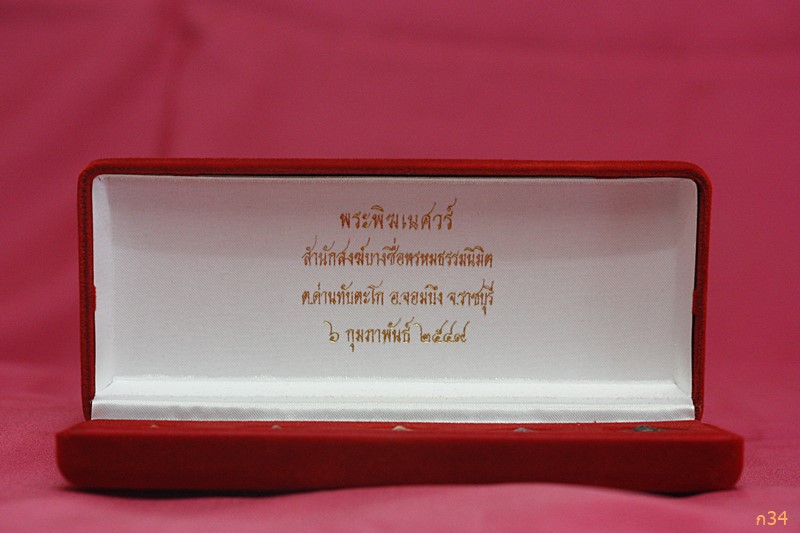 พระพิฆเนศวร์
สำนักสงฆ์บางซื่อพรหมธรรมนิมิต
ต.ด่านทับตะโก อ.จอมบึง จ.ราชบุรี
๖ กุมภาพันธ์ ๒๕๔๙
ก34